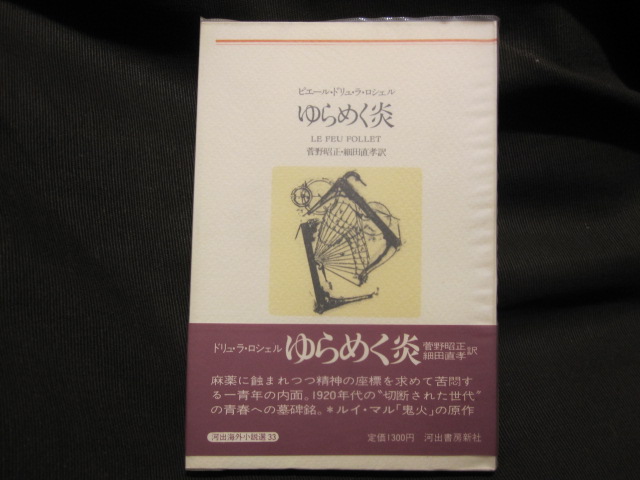 ピエール・ドリュ・ラ・ロシェル
ゆらめく炎
LE FEU FOLLET
菅野昭正・細田直孝訳
ドリュ・ラ・ロシェル ゆらめく炎 菅野昭正 細田直孝 訳
麻薬に蝕まれつつ精神の座標を求めて苦悶す
る一青年の内面。1920年代の“切断された世代”
の青春への墓碑銘。*ルイ・マル「鬼火」の原作
河出海外小説選 33 定価1300円 河出書房新社